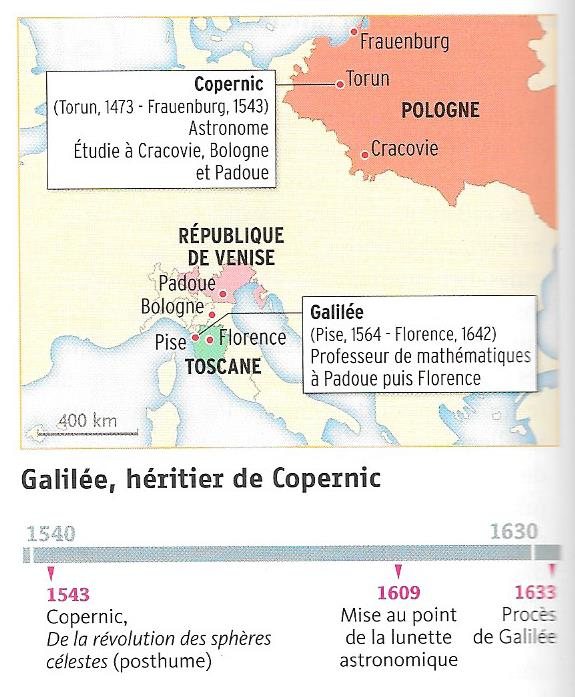 Frauenburg
Copernic
(Torun, 1473 - Frauenburg, 1543)
Astronome
Étudie à Cracovie, Bologne
et Padoue
Torun
POLOGNE
Cracovie
RÉPUBLIQUE
DE VENISE
Padoue
Bologne
Galilée
(Pise, 1564 - Florence, 1642)
Professeur de mathématiques
à Padoue puis Florence
Pise
Florence
TOSCANE
400 km
Galilée, héritier de Copernic
1540
1630
1543
Copernic,
De la révolution des sphères
célestes (posthume)
1609
Mise au point
de la lunette
astronomique
1633
Procès
de Galilée